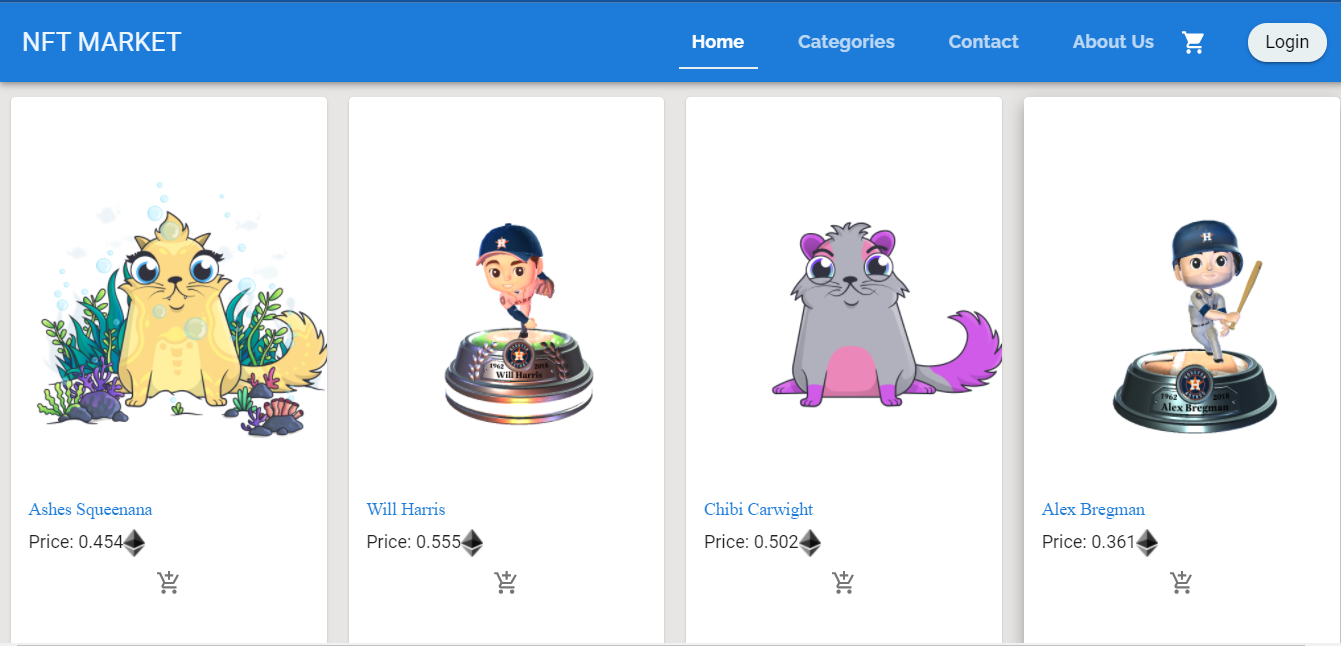 NFT MARKET
Home
Categories
Contact
About Us
Login
H
1962 2018
Will Harris
H
1962 2018
Alex Bregman
Ashes Squeenana
Price: 0.454
Will Harris
Price: 0.555
Chibi Carwight
Price: 0.502
Alex Bregman
Price: 0.361